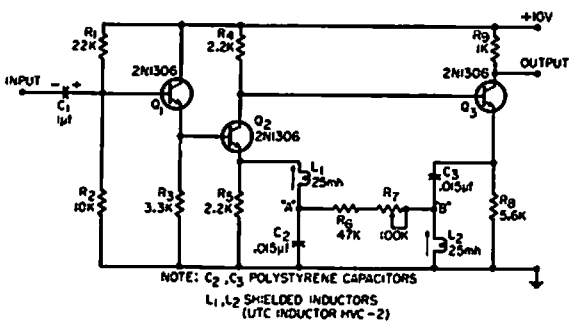 +10V
R1
22K
R4
2.2K
R9
1K
2N1306
2N1306
OUTPUT
INPUT
- +
C1
1µf
Q1
Q3
Q2
2N1306
L1
25mh
C3
.015µf
R2
10K
R3
3.3K
R5
2.2K
"A"
R7
"B"
R8
5.6K
R6
47K
100K
C2
.015µf
L2
25mh
NOTE: C2, C3 POLYSTYRENE CAPACITORS
L1, L2 SHIELDED INDUCTORS
(UTC INDUCTOR HVC-2)